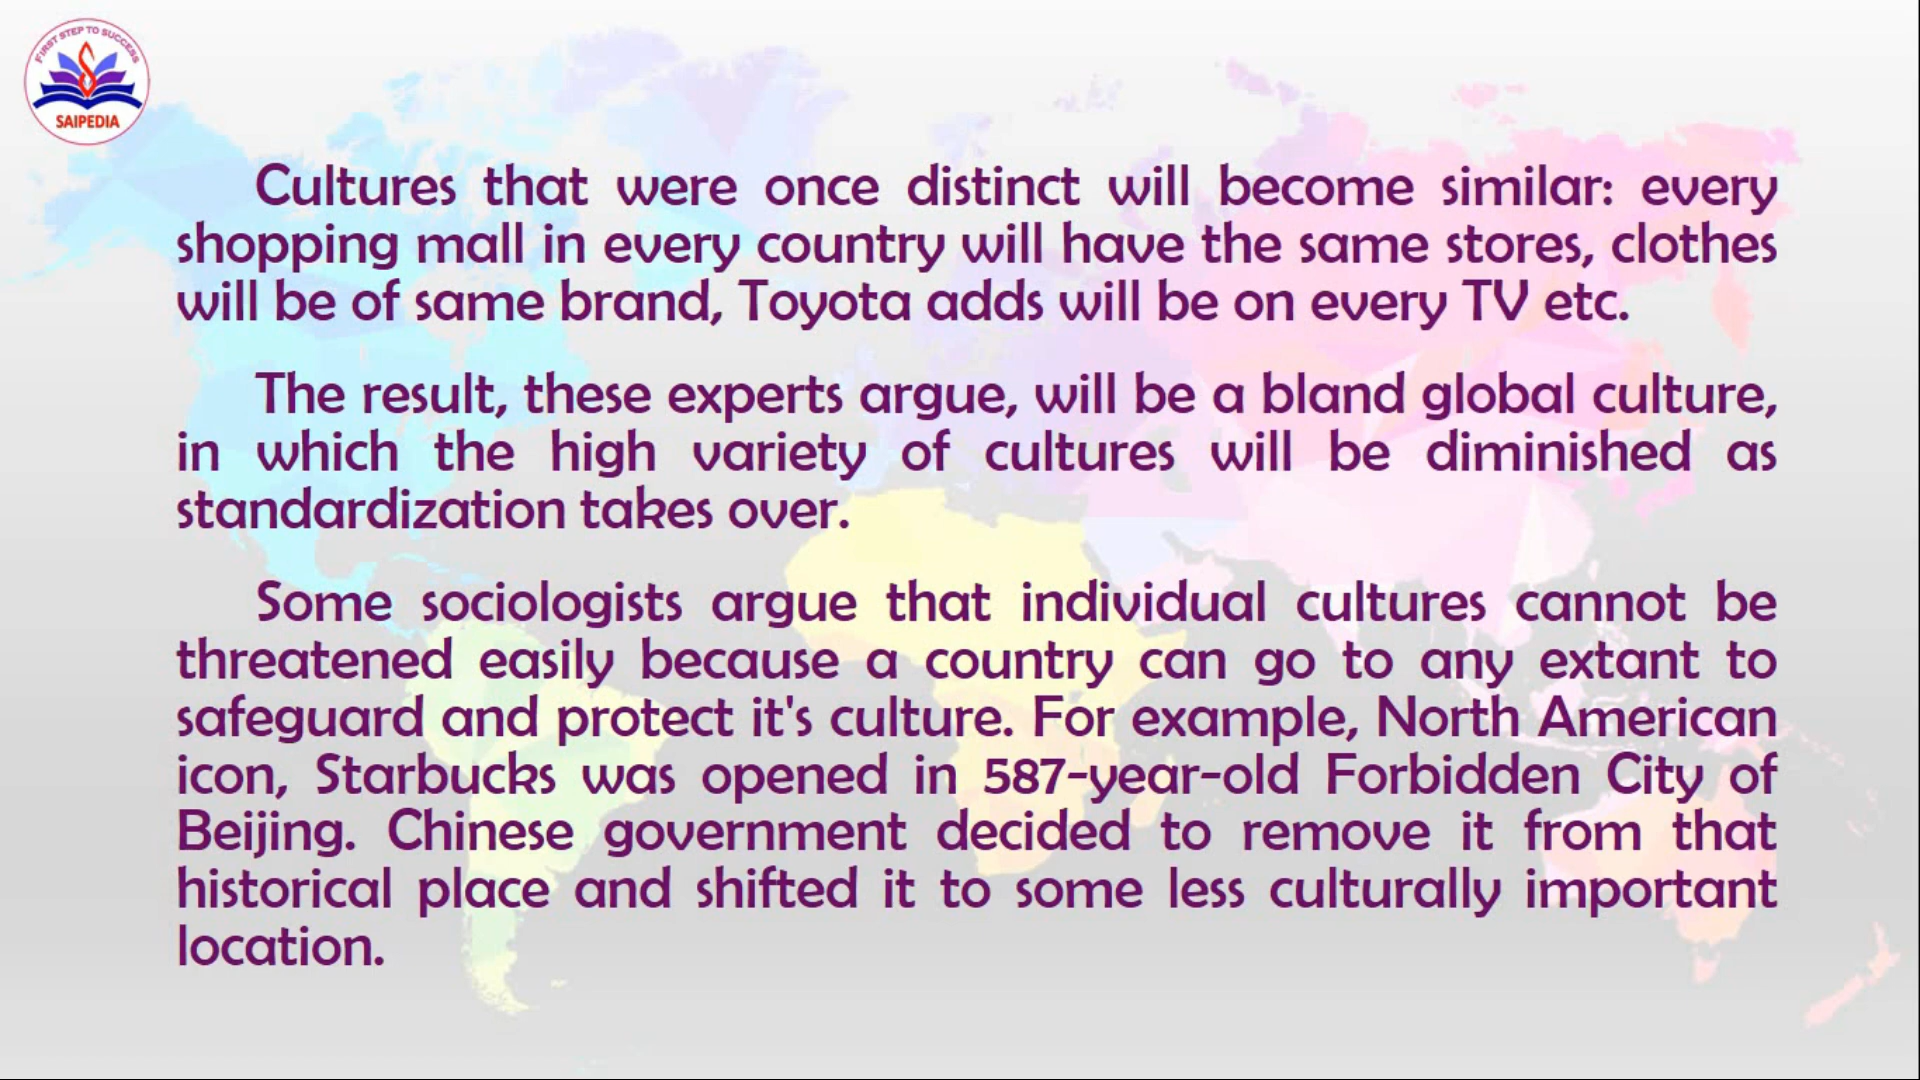 FIRST STEP TO SUCCESS
SAIPEDIA
Cultures that were once distinct will become similar: every
shopping mall in every country will have the same stores, clothes
will be of same brand, Toyota adds will be on every TV etc.
The result, these experts argue, will be a bland global culture,
in which the high variety of cultures will be diminished as
standardization takes over.
Some sociologists argue that individual cultures cannot be
threatened easily because a country can go to any extant to
safeguard and protect it's culture. For example, North American
icon, Starbucks was opened in 587-year-old Forbidden City of
Beijing. Chinese government decided to remove it from that
historical place and shifted it to some less culturally important
location.